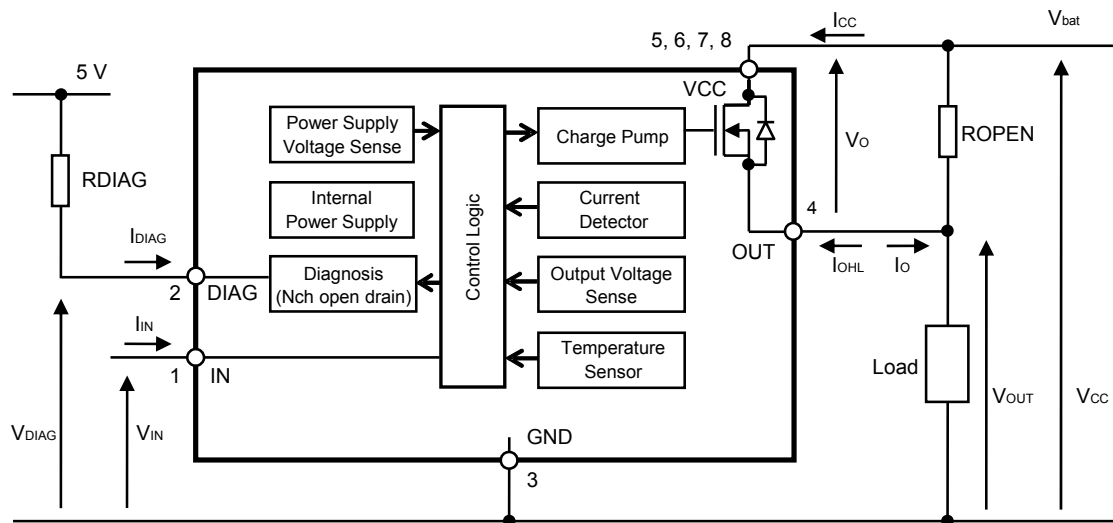 ICC
Vbat
5, 6, 7, 8
5 V
VCC
Power Supply
Voltage Sense
Charge Pump
VO
ROPEN
RDIAG
Internal
Power Supply
Control Logic
Current
Detector
4
IDIAG
OUT
IOHL
IO
2
DIAG
Diagnosis
(Nch open drain)
Output Voltage
Sense
IIN
1
IN
Temperature
Sensor
Load
VDIAG
VIN
VOUT
VCC
GND
3